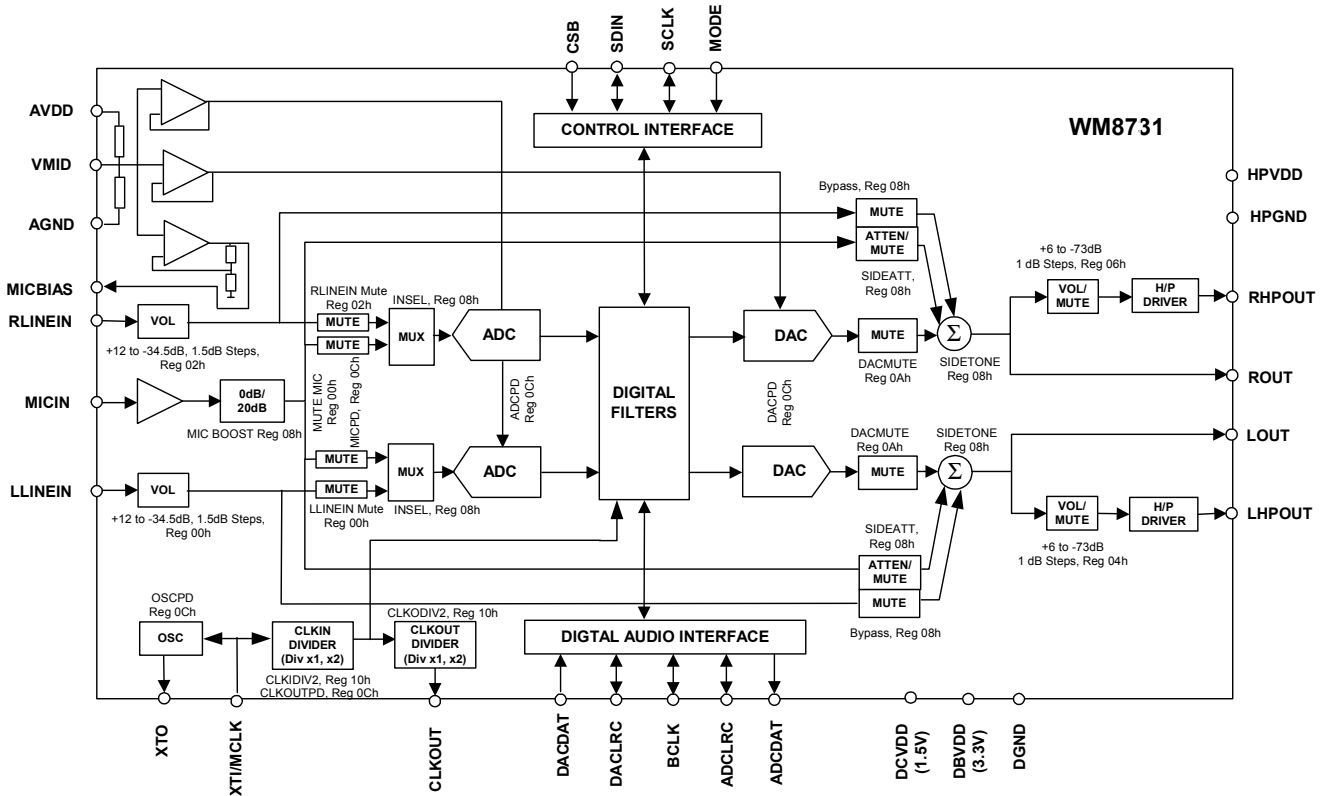 CSB
SDIN
SCLK
MODE
AVDD
VMID
AGND
MICBIAS
RLINEIN
MICIN
LLINEIN
CONTROL INTERFACE
WM8731
HPVDD
HPGND
RHPOUT
ROUT
LOUT
LHPOUT
Bypass, Reg 08h
MUTE
ATTEN/
MUTE
SIDEATT,
Reg 08h
+6 to -73dB
1 dB Steps, Reg 06h
VOL/
MUTE
H/P
DRIVER
VOL
+12 to -34.5dB, 1.5dB Steps,
Reg 02h
RLINEIN Mute
Reg 02h
MUTE
MUTE
INSEL, Reg 08h
MUX
ADC
DIGITAL
FILTERS
DAC
MUTE
DACMUTE
Reg 0Ah
Σ
SIDETONE
Reg 08h
0dB/
20dB
MIC BOOST Reg 08h
MUTE MIC
Reg 00h
MICPD, Reg 0Ch
ADCPD
Reg 0Ch
DACPD
Reg 0Ch
VOL
+12 to -34.5dB, 1.5dB Steps,
Reg 00h
MUTE
MUTE
LLINEIN Mute
Reg 00h
MUX
INSEL, Reg 08h
ADC
DAC
DACMUTE
Reg 0Ah
MUTE
SIDETONE
Reg 08h
Σ
VOL/
MUTE
H/P
DRIVER
+6 to -73dB
1 dB Steps, Reg 04h
SIDEATT,
Reg 08h
ATTEN/
MUTE
MUTE
Bypass, Reg 08h
OSCPD
Reg 0Ch
OSC
CLKIN
DIVIDER
(Div x1, x2)
CLKIDIV2, Reg 10h
CLKOUTPD, Reg 0Ch
CLKODIV2, Reg 10h
CLKOUT
DIVIDER
(Div x1, x2)
DIGTAL AUDIO INTERFACE
XTO
XTI/MCLK
CLKOUT
DACDAT
DACLRC
BCLK
ADCLRC
ADCDAT
DCVDD
(1.5V)
DBVDD
(3.3V)
DGND